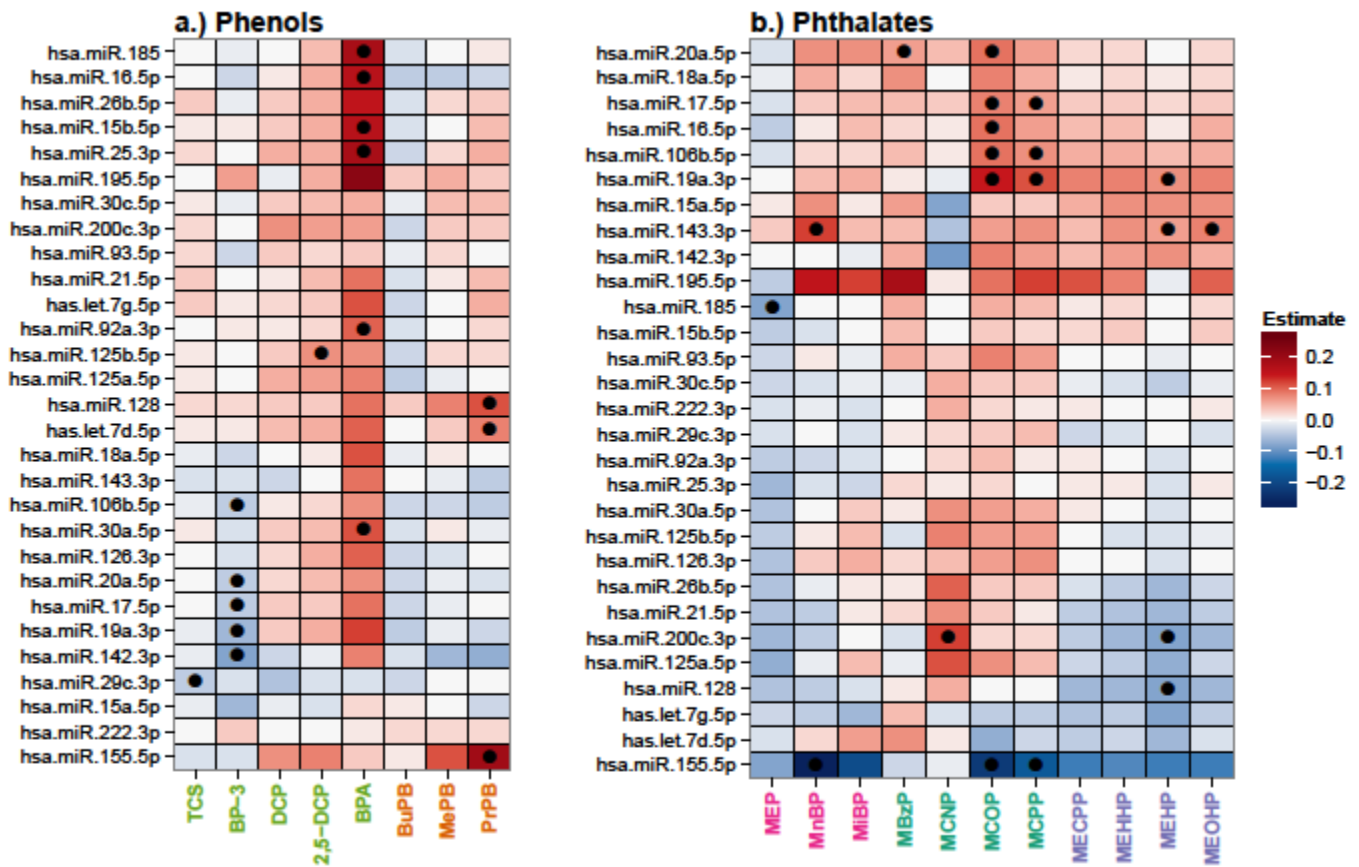 a.) Phenols
hsa.miR.185
hsa.miR.16.5p
hsa.miR.26b.5p
hsa.miR.15b.5p
hsa.miR.25.3p
hsa.miR.195.5p
hsa.miR.30c.5p
hsa.miR.200c.3p
hsa.miR.93.5p
hsa.miR.21.5p
has.let.7g.5p
hsa.miR.92a.3p
hsa.miR.125b.5p
hsa.miR.125a.5p
hsa.miR.128
has.let.7d.5p
hsa.miR.18a.5p
hsa.miR.143.3p
hsa.miR.106b.5p
hsa.miR.30a.5p
hsa.miR.126.3p
hsa.miR.20a.5p
hsa.miR.17.5p
hsa.miR.19a.3p
hsa.miR.142.3p
hsa.miR.29c.3p
hsa.miR.15a.5p
hsa.miR.222.3p
hsa.miR.155.5p
TCS
BP-3
DCP
2,5-DCP
BPA
BuPB
MePB
PrPB
b.) Phthalates
hsa.miR.20a.5p
hsa.miR.18a.5p
hsa.miR.17.5p
hsa.miR.16.5p
hsa.miR.106b.5p
hsa.miR.19a.3p
hsa.miR.15a.5p
hsa.miR.143.3p
hsa.miR.142.3p
hsa.miR.195.5p
hsa.miR.185
hsa.miR.15b.5p
hsa.miR.93.5p
hsa.miR.30c.5p
hsa.miR.222.3p
hsa.miR.29c.3p
hsa.miR.92a.3p
hsa.miR.25.3p
hsa.miR.30a.5p
hsa.miR.125b.5p
hsa.miR.126.3p
hsa.miR.26b.5p
hsa.miR.21.5p
hsa.miR.200c.3p
hsa.miR.125a.5p
hsa.miR.128
has.let.7g.5p
has.let.7d.5p
hsa.miR.155.5p
MEP
MnBP
MiBP
MBzP
MCNP
MCOP
MCPP
MECPP
MEHHP
MEHP
MEOHP
Estimate
0.2
0.1
0.0
−0.1
−0.2